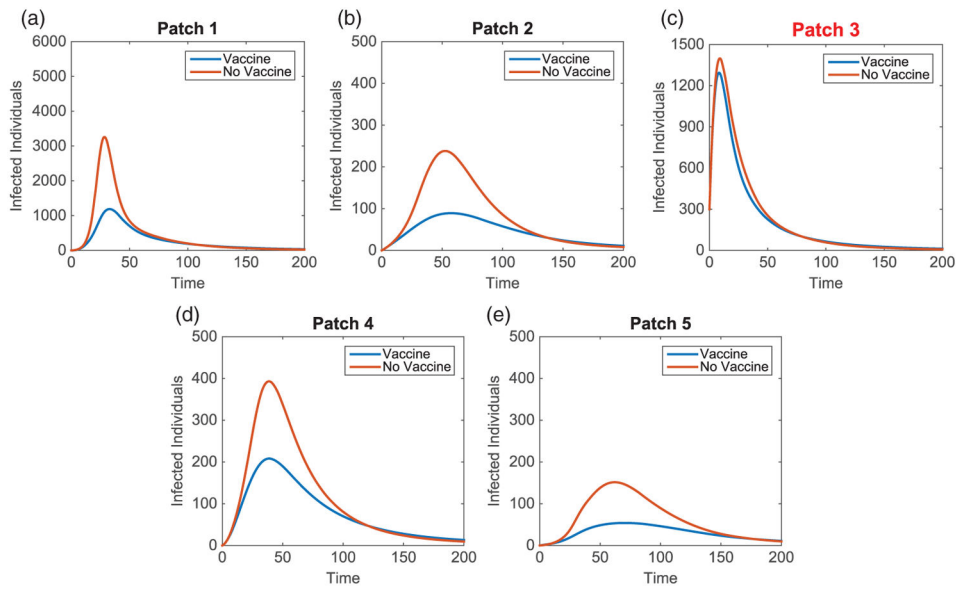 (a)
Patch 1
6000
5000
4000
3000
2000
1000
0
Infected Individuals
Vaccine
No Vaccine
0 50 100 150 200
Time
(b)
Patch 2
500
400
300
200
100
0
Infected Individuals
Vaccine
No Vaccine
0 50 100 150 200
Time
(c)
Patch 3
1500
1200
900
600
300
0
Infected Individuals
Vaccine
No Vaccine
0 50 100 150 200
Time
(d)
Patch 4
500
400
300
200
100
0
Infected Individuals
Vaccine
No Vaccine
0 50 100 150 200
Time
(e)
Patch 5
500
400
300
200
100
0
Infected Individuals
Vaccine
No Vaccine
0 50 100 150 200
Time